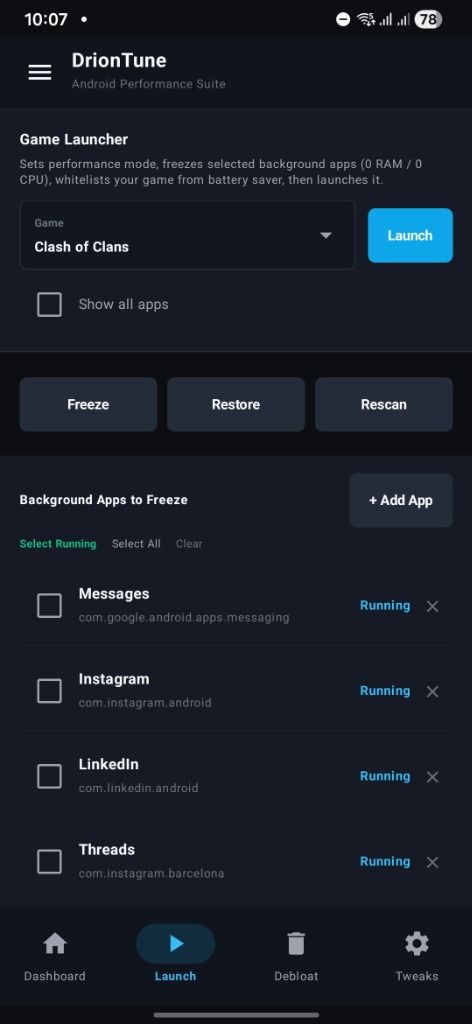 10:07
78
DrionTune
Android Performance Suite
Game Launcher
Sets performance mode, freezes selected background apps (0 RAM / 0
CPU), whitelists your game from battery saver, then launches it.
Game
Clash of Clans
Launch
Show all apps
Freeze
Restore
Rescan
Background Apps to Freeze
+ Add App
Select Running
Select All
Clear
Messages
com.google.android.apps.messaging
Running
Instagram
com.instagram.android
Running
LinkedIn
com.linkedin.android
Running
Threads
com.instagram.barcelona
Running
Dashboard
Launch
Debloat
Tweaks